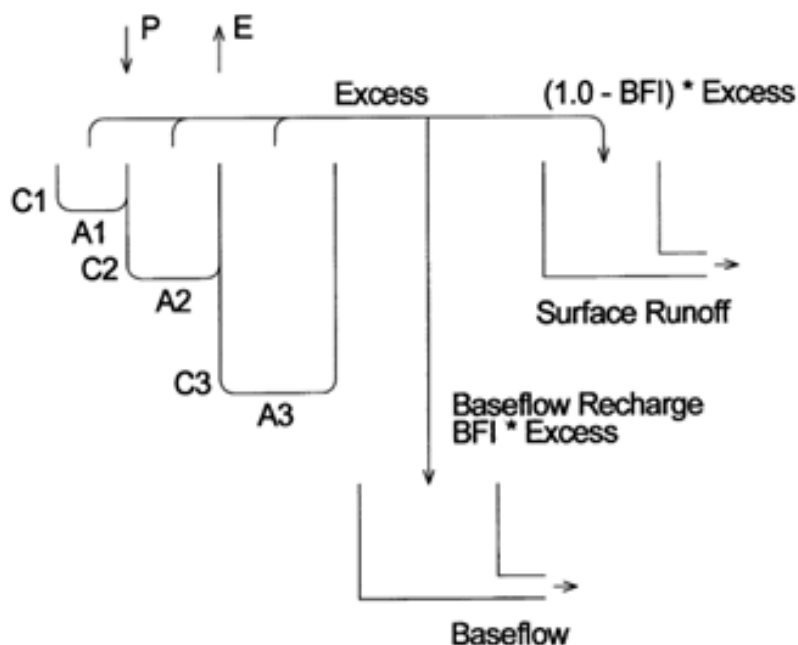 P
E
Excess
(1.0 - BFI) * Excess
C1
A1
C2
A2
Surface Runoff
C3
A3
Baseflow Recharge
BFI * Excess
Baseflow